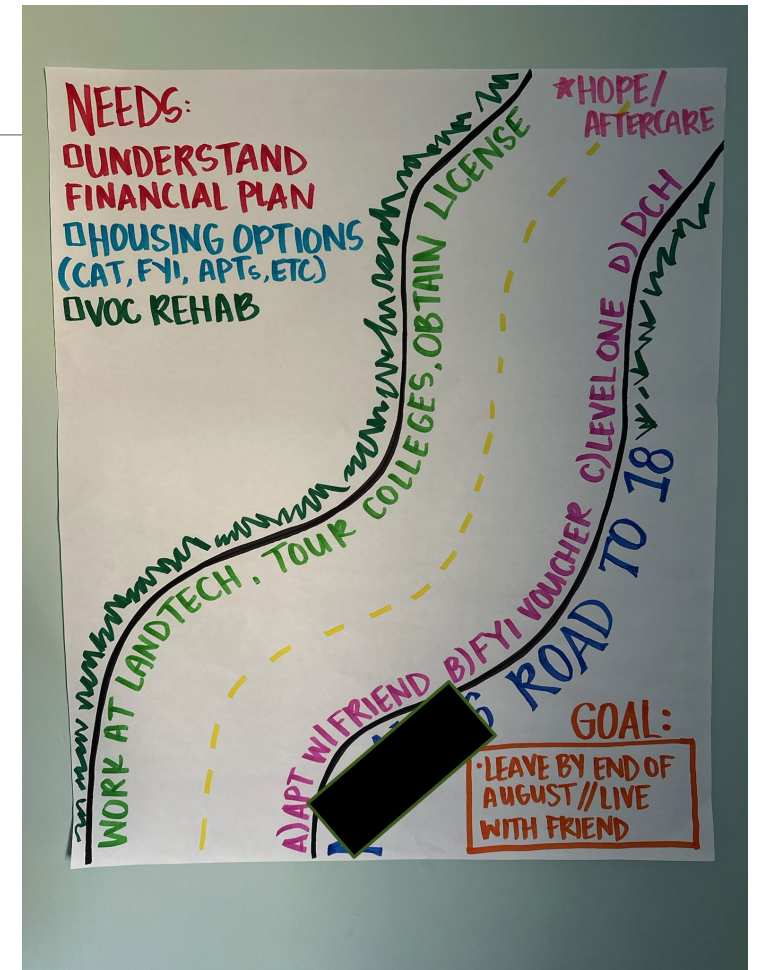 NEEDS:
UNDERSTAND
FINANCIAL PLAN
HOUSING OPTIONS
(CAT, FYI, APTs, ETC)
VOC REHAB
*HOPE/
AFTERCARE
WORK AT LANDTECH. TOUR COLLEGES, OBTAIN LICENSE
A) APT W/FRIEND B) FYI VOUCHER C) LEVEL ONE D) DCH
ROAD TO 18
GOAL:
·LEAVE BY END OF
AUGUST//LIVE
WITH FRIEND